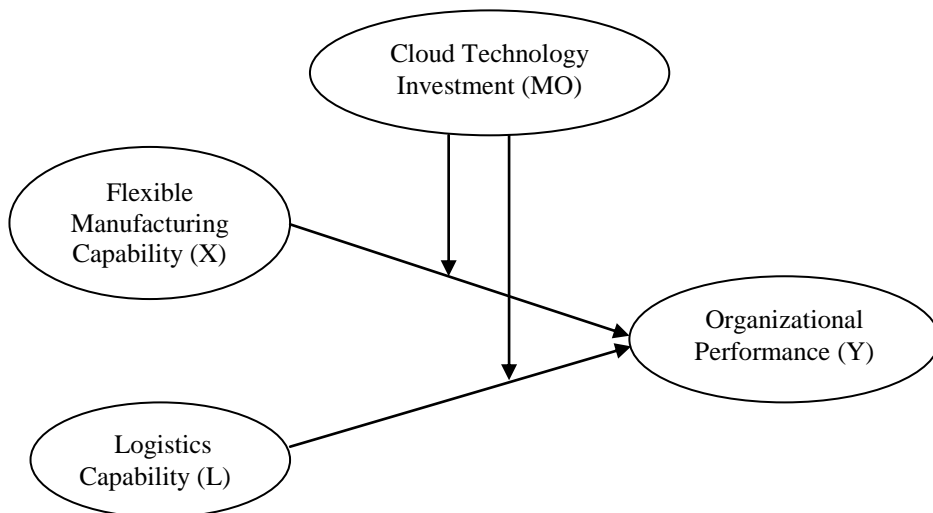 Cloud Technology
Investment (MO)
Flexible
Manufacturing
Capability (X)
Organizational
Performance (Y)
Logistics
Capability (L)